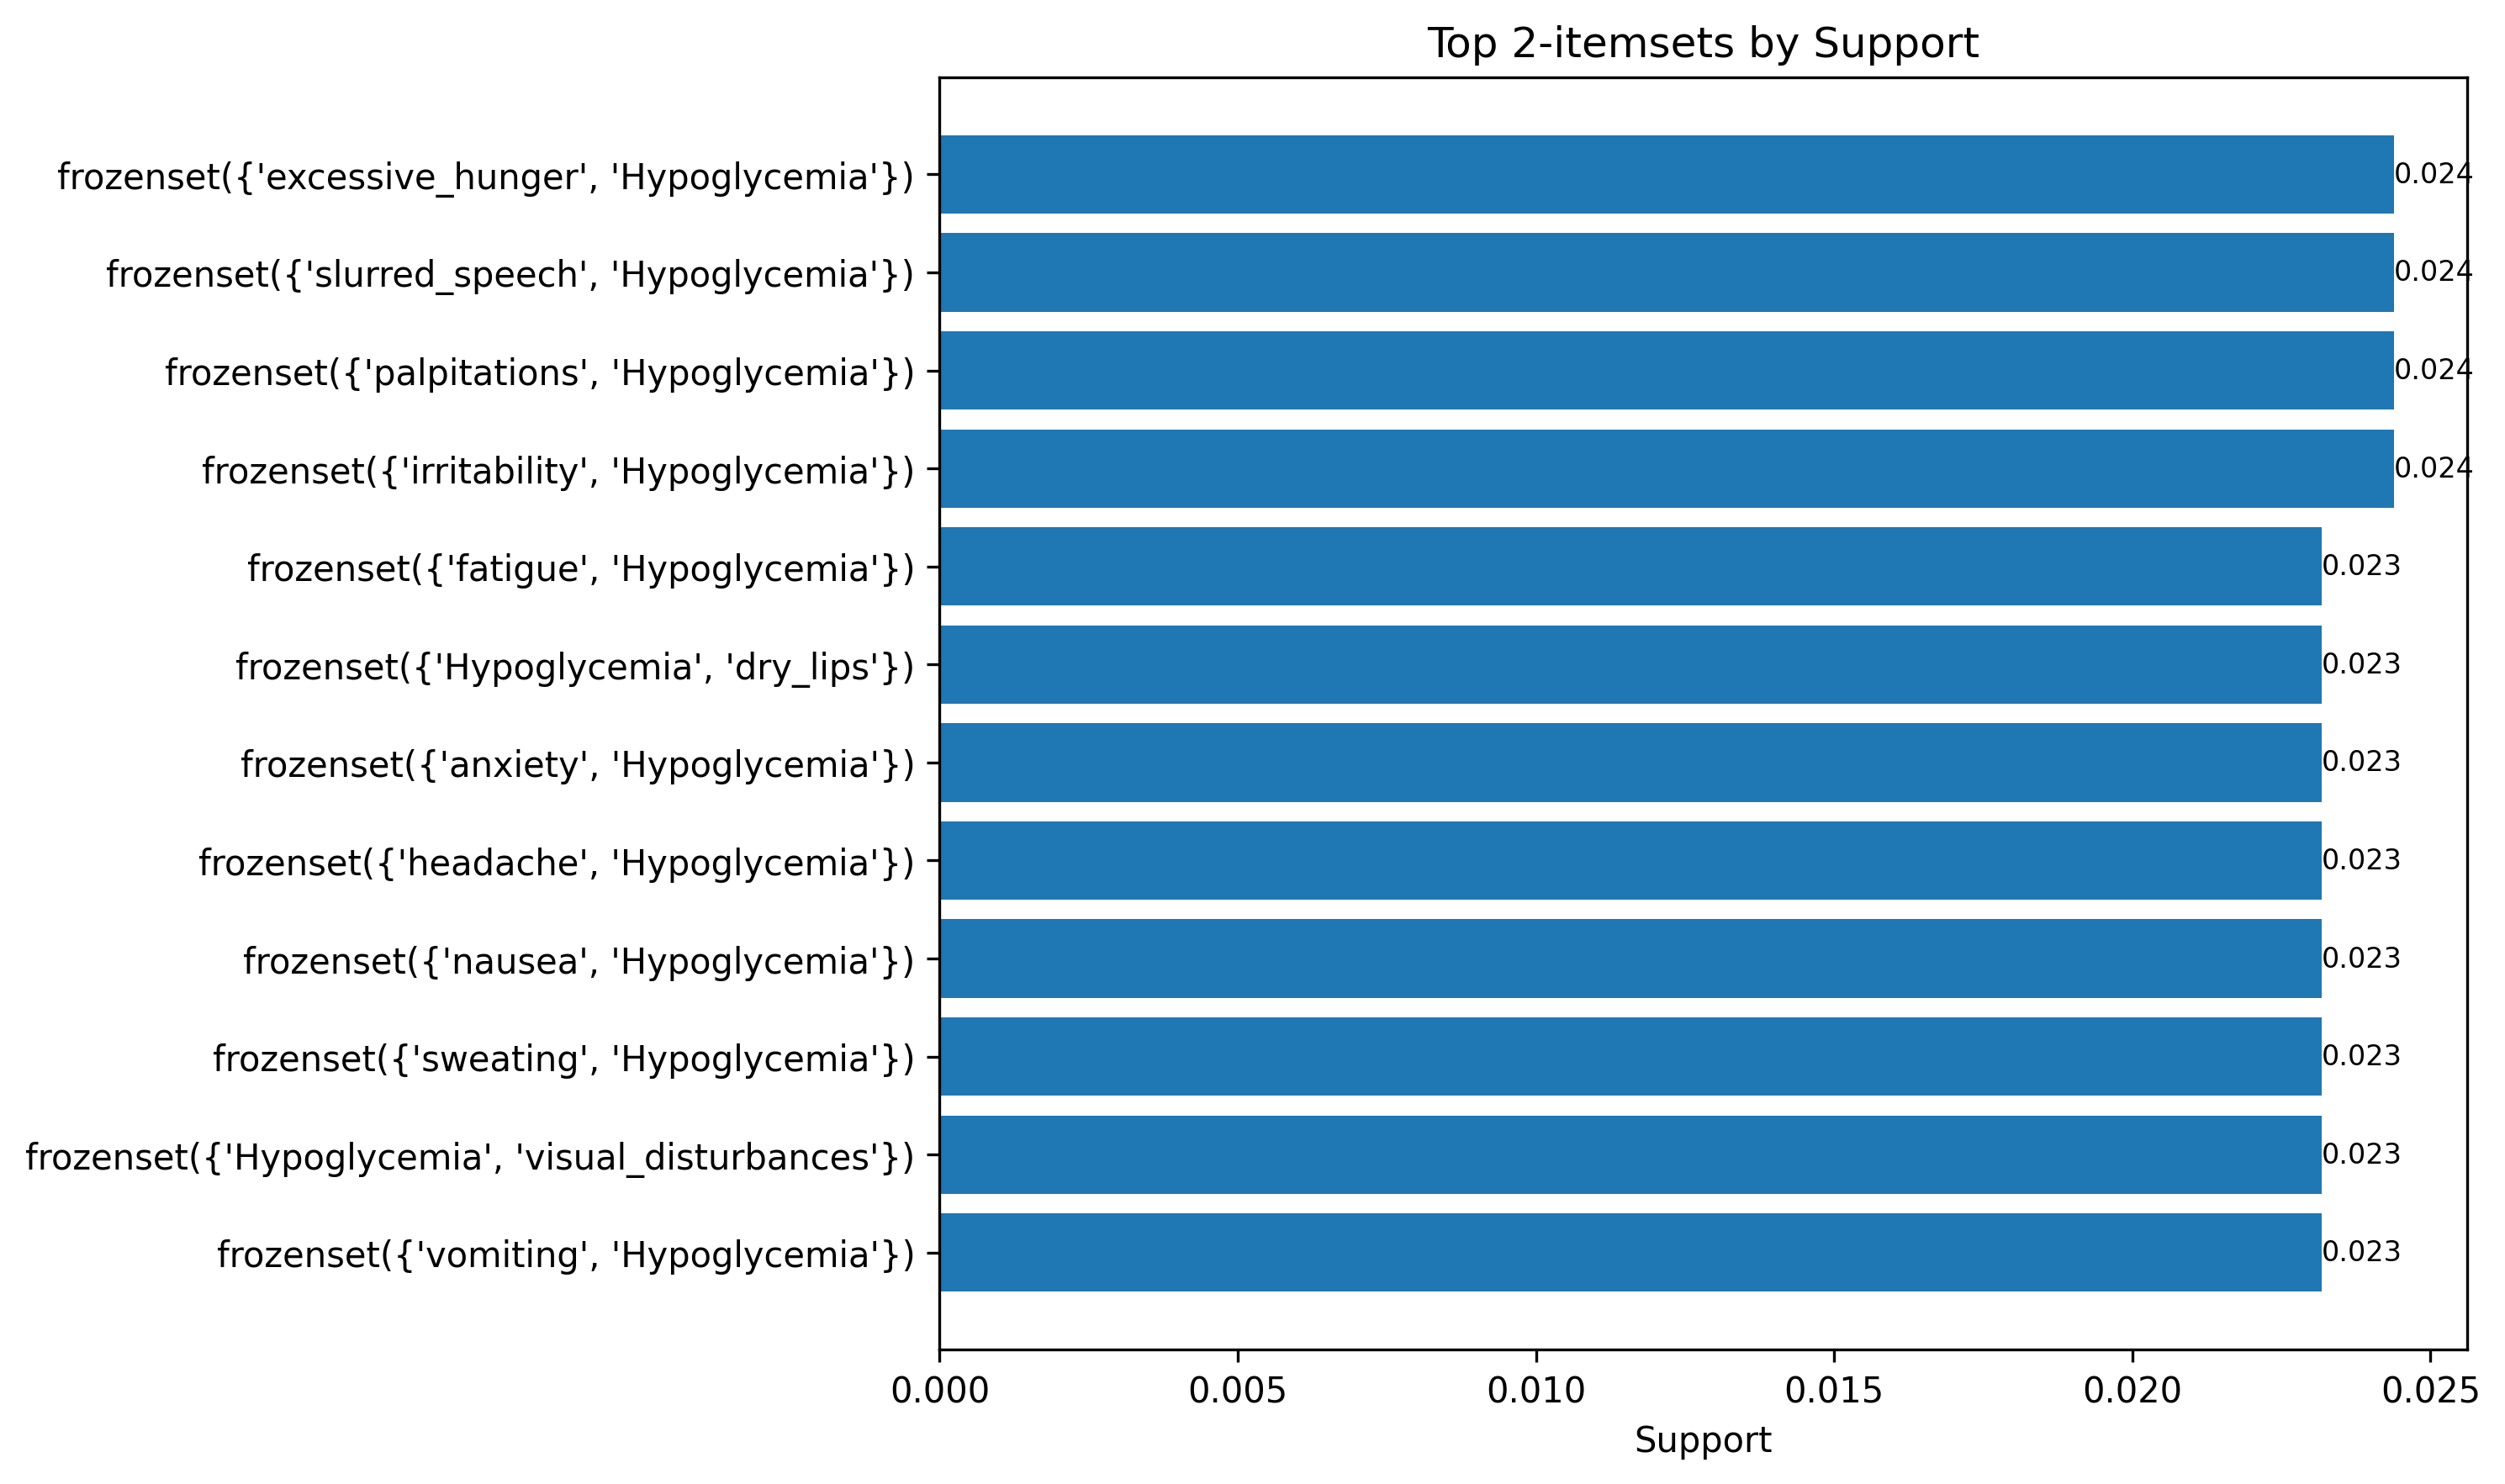 Top 2-itemsets by Support
frozenset({'excessive_hunger', 'Hypoglycemia'})
0.024
frozenset({'slurred_speech', 'Hypoglycemia'})
0.024
frozenset({'palpitations', 'Hypoglycemia'})
0.024
frozenset({'irritability', 'Hypoglycemia'})
0.024
frozenset({'fatigue', 'Hypoglycemia'})
0.023
frozenset({'Hypoglycemia', 'dry_lips'})
0.023
frozenset({'anxiety', 'Hypoglycemia'})
0.023
frozenset({'headache', 'Hypoglycemia'})
0.023
frozenset({'nausea', 'Hypoglycemia'})
0.023
frozenset({'sweating', 'Hypoglycemia'})
0.023
frozenset({'Hypoglycemia', 'visual_disturbances'})
0.023
frozenset({'vomiting', 'Hypoglycemia'})
0.023
0.000 0.005 0.010 0.015 0.020 0.025
Support